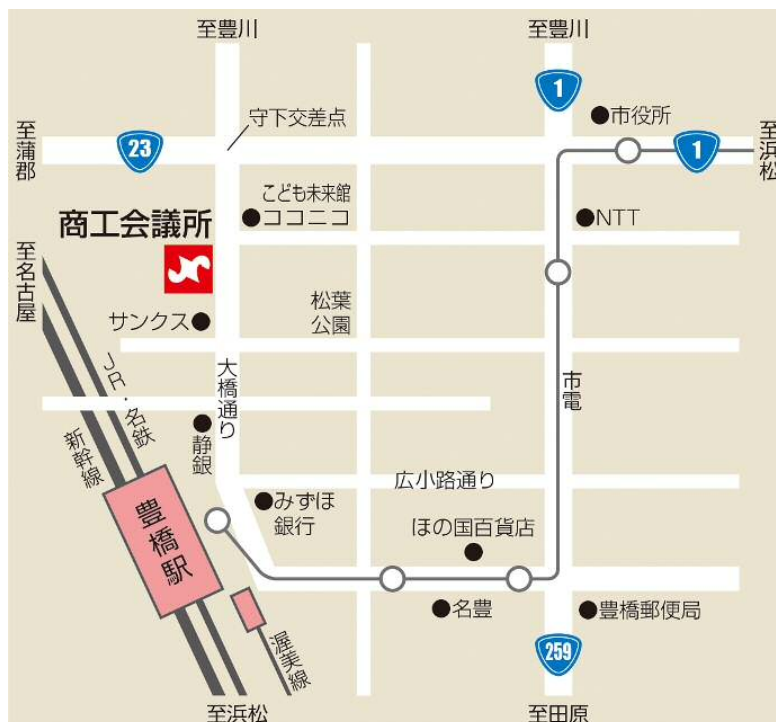 至豊川
至豊川
1
守下交差点
市役所
至蒲郡
23
1
至浜松
こども未来館
ココニコ
商工会議所
NTT
至名古屋
松葉
公園
サンクス
JR・名鉄
大橋通り
市電
新幹線
静銀
広小路通り
みずほ
銀行
豊橋駅
ほの国百貨店
名豊
豊橋郵便局
渥美線
259
至浜松
至田原